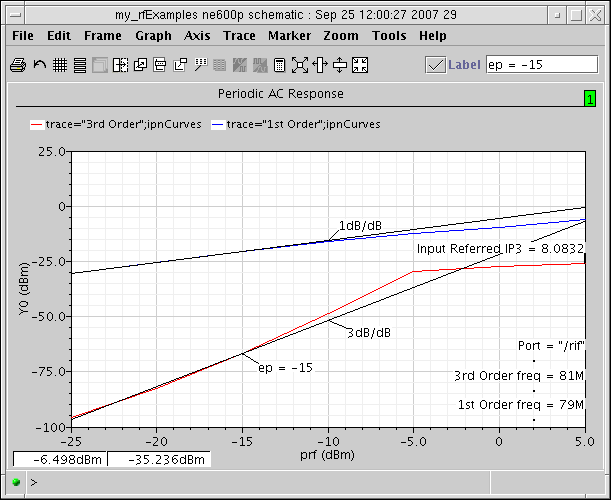 my_rfExamples ne600p schematic : Sep 25 12:00:27 2007 29
File Edit Frame Graph Axis Trace Marker Zoom Tools Help
Label ep = -15
Periodic AC Response
1
trace="3rd Order";ipnCurves trace="1st Order";ipnCurves
25.0
0
-25.0
-50.0
-75.0
-100
Y0 (dBm)
1dB/dB
Input Referred IP3 = 8.0832
3dB/dB
ep = -15
Port = "/rif"
3rd Order freq = 81M
1st Order freq = 79M
-25 -20 -15 -10 -5.0 0 5.0
prf (dBm)
-6.498dBm -35.236dBm
>